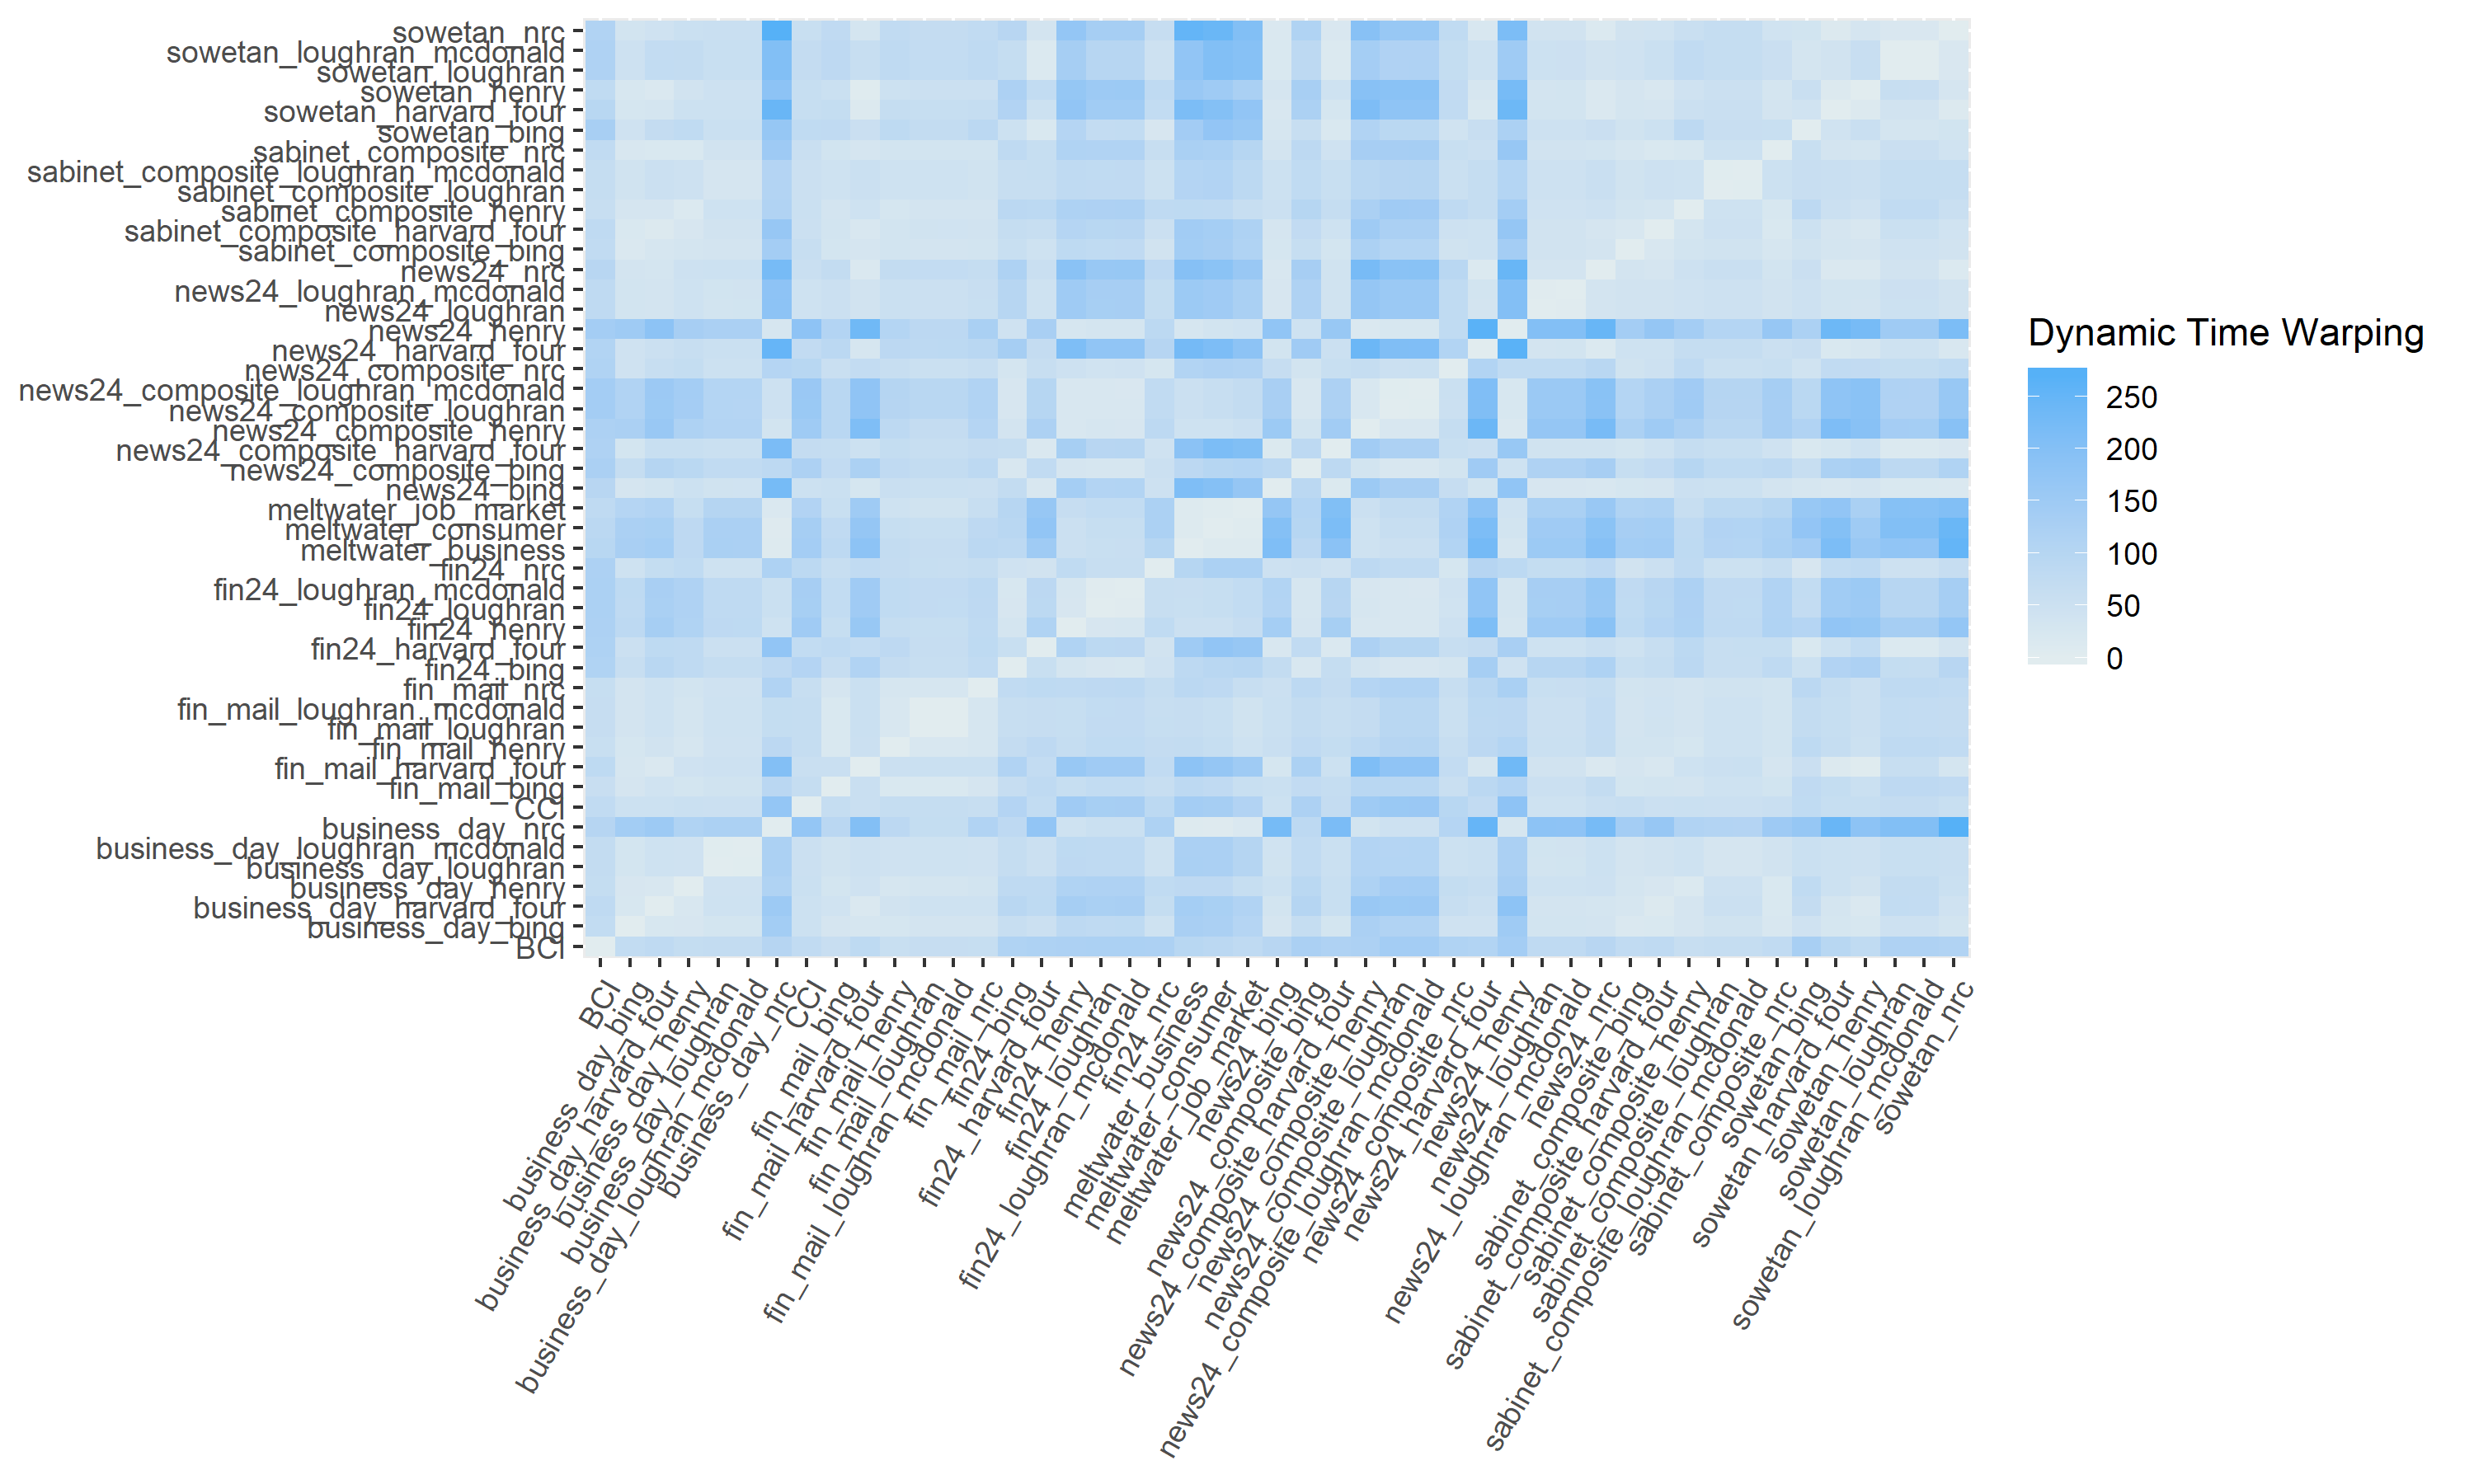 sowetan_nrc
sowetan_loughran_mcdonald
sowetan_loughran
sowetan_henry
sowetan_harvard_four
sowetan_bing
sabinet_composite_nrc
sabinet_composite_loughran_mcdonald
sabinet_composite_loughran
sabinet_composite_henry
sabinet_composite_harvard_four
sabinet_composite_bing
news24_nrc
news24_loughran_mcdonald
news24_loughran
news24_henry
news24_harvard_four
news24_composite_nrc
news24_composite_loughran_mcdonald
news24_composite_loughran
news24_composite_henry
news24_composite_harvard_four
news24_composite_bing
news24_bing
meltwater_job_market
meltwater_consumer
meltwater_business
fin24_nrc
fin24_loughran_mcdonald
fin24_loughran
fin24_henry
fin24_harvard_four
fin24_bing
fin_mail_nrc
fin_mail_loughran_mcdonald
fin_mail_loughran
fin_mail_henry
fin_mail_harvard_four
fin_mail_bing
CCI
business_day_nrc
business_day_loughran_mcdonald
business_day_loughran
business_day_henry
business_day_harvard_four
business_day_bing
BCI
BCI
business_day_bing
business_day_harvard_four
business_day_henry
business_day_loughran
business_day_loughran_mcdonald
business_day_nrc
CCI
fin_mail_bing
fin_mail_harvard_four
fin_mail_henry
fin_mail_loughran
fin_mail_loughran_mcdonald
fin_mail_nrc
fin24_bing
fin24_harvard_four
fin24_henry
fin24_loughran
fin24_loughran_mcdonald
fin24_nrc
meltwater_business
meltwater_consumer
meltwater_job_market
news24_bing
news24_composite_bing
news24_composite_harvard_four
news24_composite_henry
news24_composite_loughran
news24_composite_loughran_mcdonald
news24_composite_nrc
news24_harvard_four
news24_henry
news24_loughran
news24_loughran_mcdonald
news24_nrc
sabinet_composite_bing
sabinet_composite_harvard_four
sabinet_composite_henry
sabinet_composite_loughran
sabinet_composite_loughran_mcdonald
sabinet_composite_nrc
sowetan_bing
sowetan_harvard_four
sowetan_henry
sowetan_loughran
sowetan_loughran_mcdonald
sowetan_nrc
Dynamic Time Warping
250
200
150
100
50
0